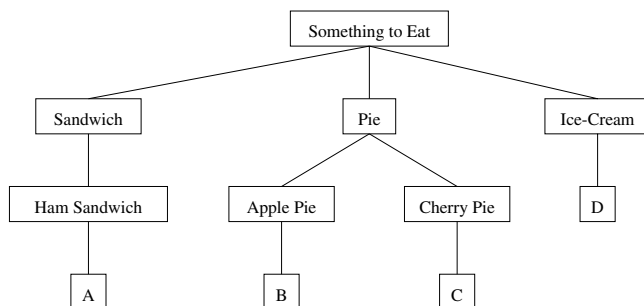 Something to Eat
Sandwich
Pie
Ice-Cream
Ham Sandwich
Apple Pie
Cherry Pie
D
A
B
C